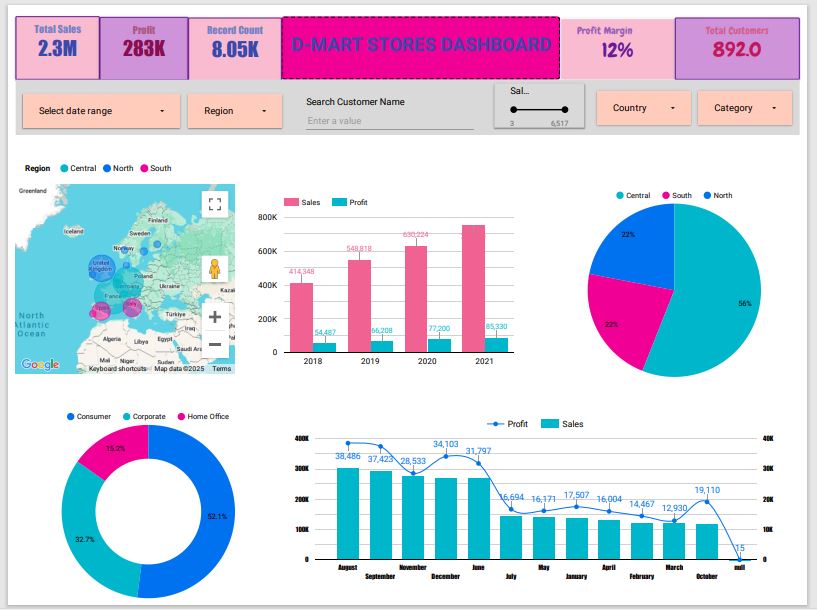 Total Sales
2.3M
Profit
283K
Record Count
8.05K
D-MART STORES DASHBOARD
Profit Margin
12%
Total Customers
892.0
Select date range
Region
Search Customer Name
Enter a value
Sal...
3 6,517
Country
Category
Region Central North South
Greenland
Iceland
Finland
Sweden
Norway
United
Kingdom
Poland
Germany
Ukraine
France
Kazak
Spain
Italy
Türkiye
North
Atlantic
Ocean
Algeria
Libya
Egypt
Iraq
Saudi Ara
Mali
Niger
Sudan
Google
Keyboard shortcuts Map data ©2025 Terms
Sales Profit
800K
600K
400K
200K
0
414,348
548,818
630,224
54,487
66,208
77,200
85,330
2018 2019 2020 2021
Central South North
22%
56%
22%
Consumer Corporate Home Office
15.2%
52.1%
32.7%
Profit Sales
400K
300K
200K
100K
0
40K
30K
20K
10K
0
38,486
37,423
28,533
34,103
31,797
16,694
16,171
17,507
16,004
14,467
12,930
19,110
15
August
September
November
December
June
July
May
January
April
February
March
October
null